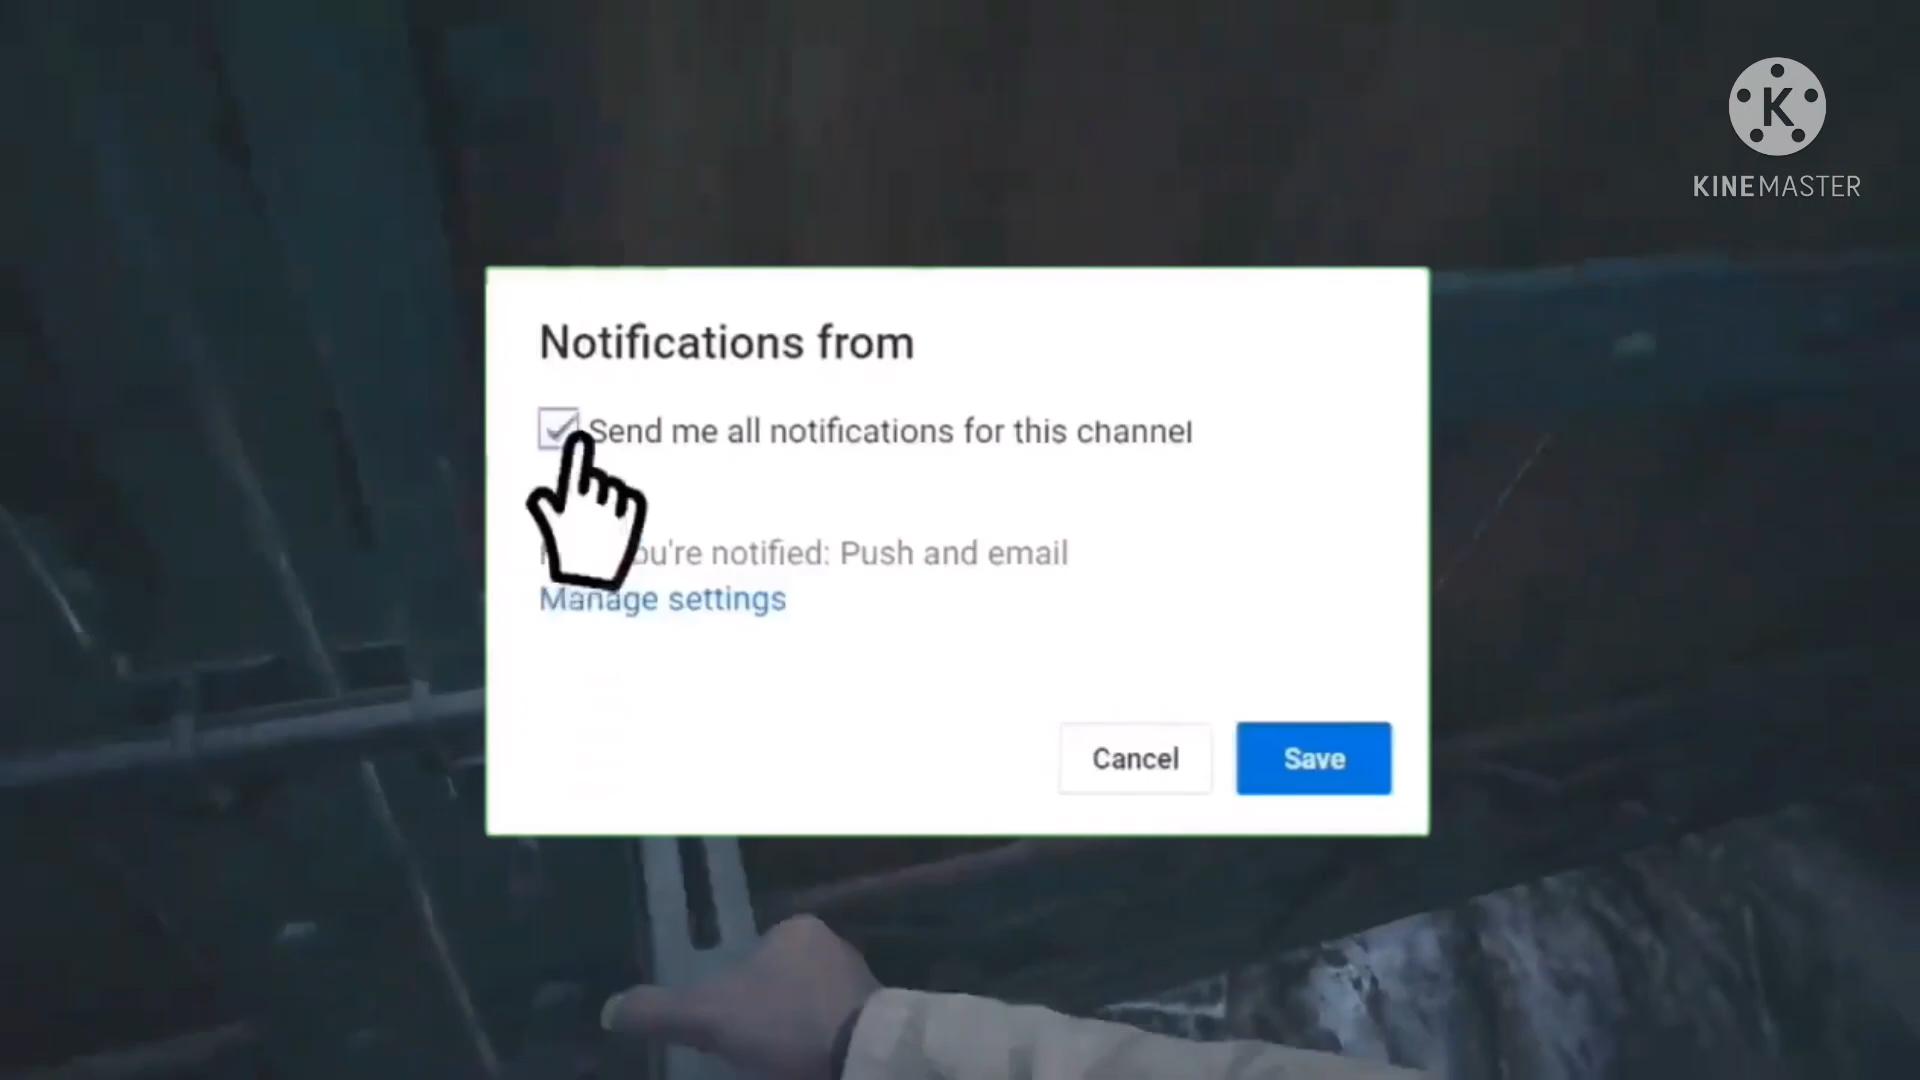 K
KINEMASTER
Notifications from
Send me all notifications for this channel
you're notified: Push and email
Manage settings
Cancel
Save